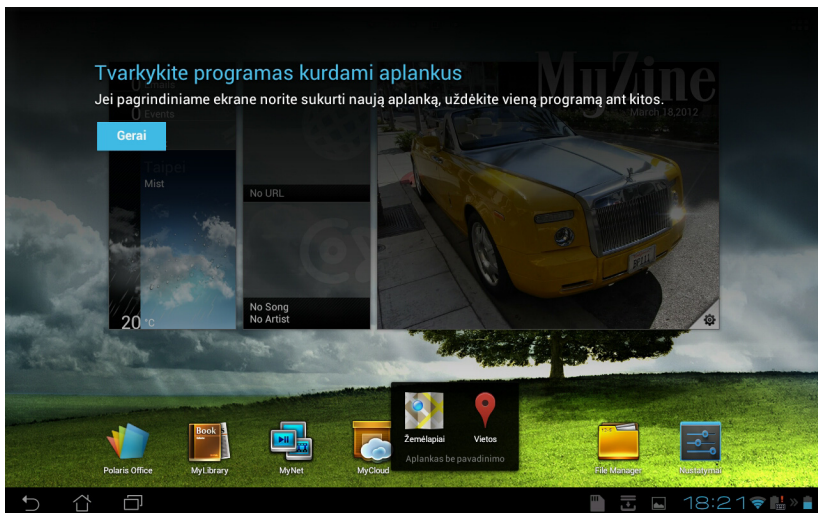 Tvarkykite programas kurdami aplankus
Jei pagrindiniame ekrane norite sukurti naują aplanką, uždėkite vieną programą ant kitos.
Gerai
MyZine
March 18,2012
0 Events
Taipei
Mist
20 °C
No URL
No Song
No Artist
Žemėlapiai
Vietos
Aplankas be pavadinimo
Polaris Office
MyLibrary
MyNet
MyCloud
File Manager
Nustatymai
Book
18:21